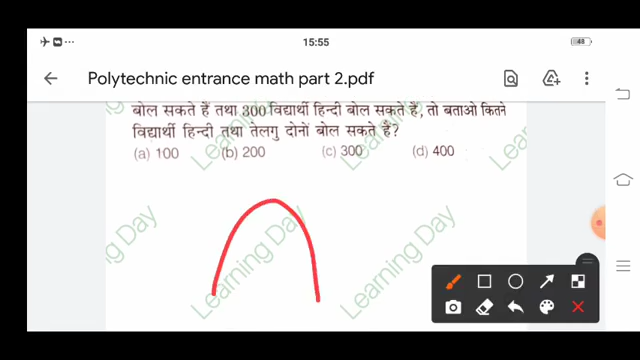 15:55
48
Polytechnic entrance math part 2.pdf
बोल सकते हैं तथा 300 विद्यार्थी हिन्दी बोल सकते हैं, तो बताओ कितने
विद्यार्थी हिन्दी तथा तेलगु दोनों बोल सकते हैं?
(a) 100 (b) 200 (c) 300 (d) 400
Learning Day
Learning Day
Learning Day
Learning Day